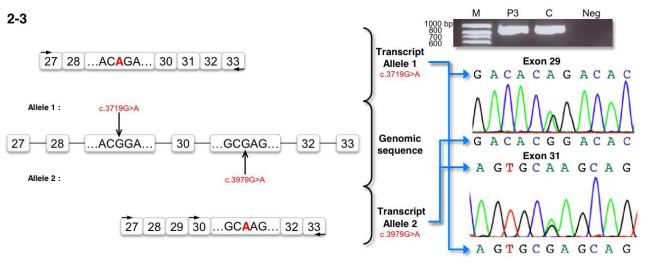 2-3
M P3 C Neg
1000 bp
800
700
600
27 28 ...ACAGA... 30 31 32 33
Transcript
Allele 1
c.3719G>A
Exon 29
G A C A C A G A C A C
Allele 1 :
c.3719G>A
27 28 ...ACGGA... 30 ...GCGAG... 32 33
Genomic
sequence
G A C A C G G A C A C
Exon 31
A G T G C A A G C A G
Allele 2 :
c.3979G>A
27 28 29 30 ...GCAAG... 32 33
Transcript
Allele 2
c.3979G>A
A G T G C G A G C A G